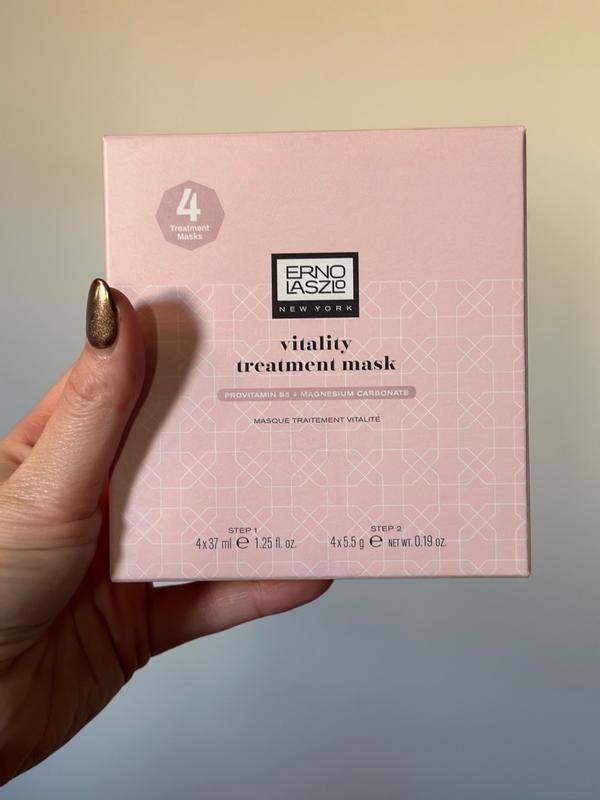 4
Treatment
Masks
ERNO
LASZLO
NEW YORK
vitality
treatment mask
PROVITAMIN B5 + MAGNESIUM CARBONATE
MASQUE TRAITEMENT VITALITÉ
STEP 1
4 x 37 ml ℮ 1.25 fl. oz.
STEP 2
4 x 5.5 g ℮ NET WT. 0.19 oz.